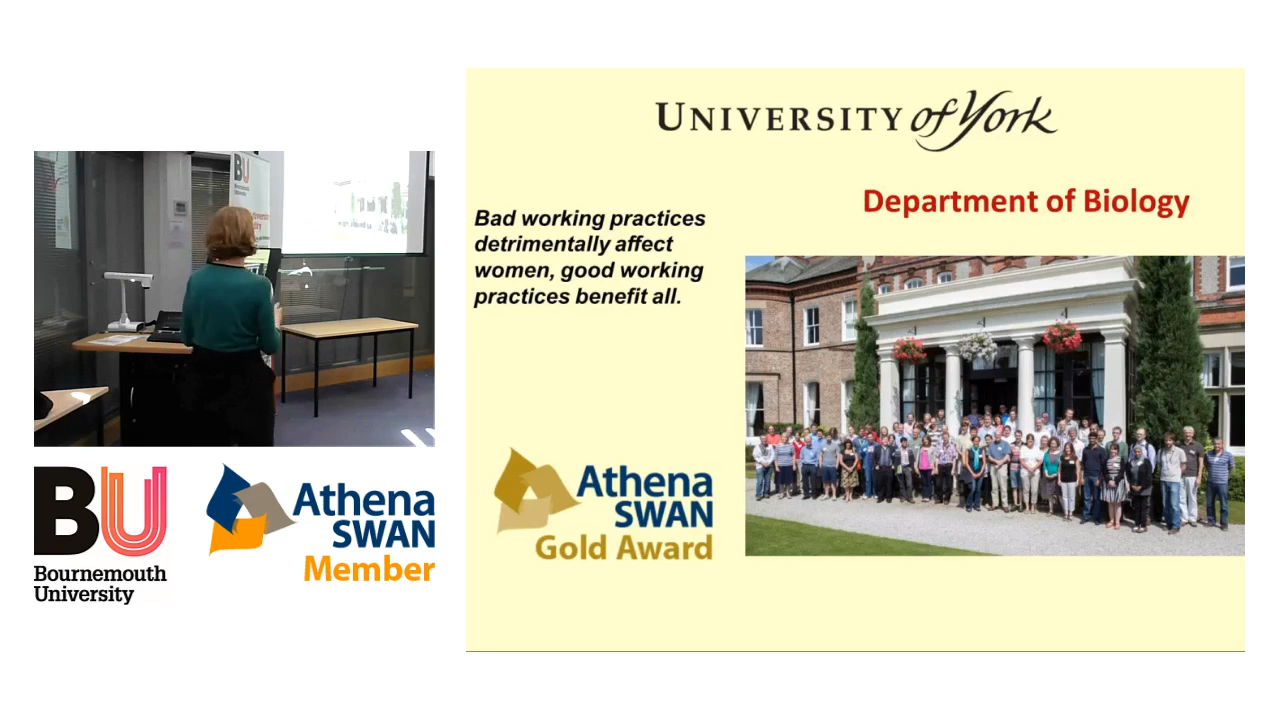 BU
Bournemouth
University
Athena
SWAN
Member
UNIVERSITY of York
Department of Biology
Bad working practices
detrimentally affect
women, good working
practices benefit all.
Athena
SWAN
Gold Award
BU